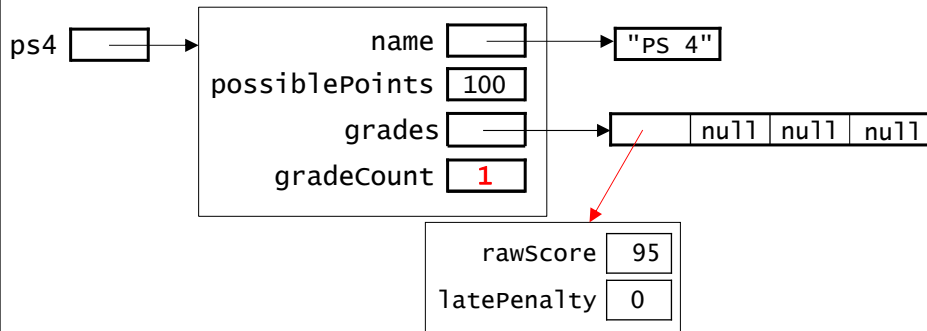 ps4
name "PS 4"
possiblePoints 100
grades null null null
gradeCount 1
rawScore 95
latePenalty 0